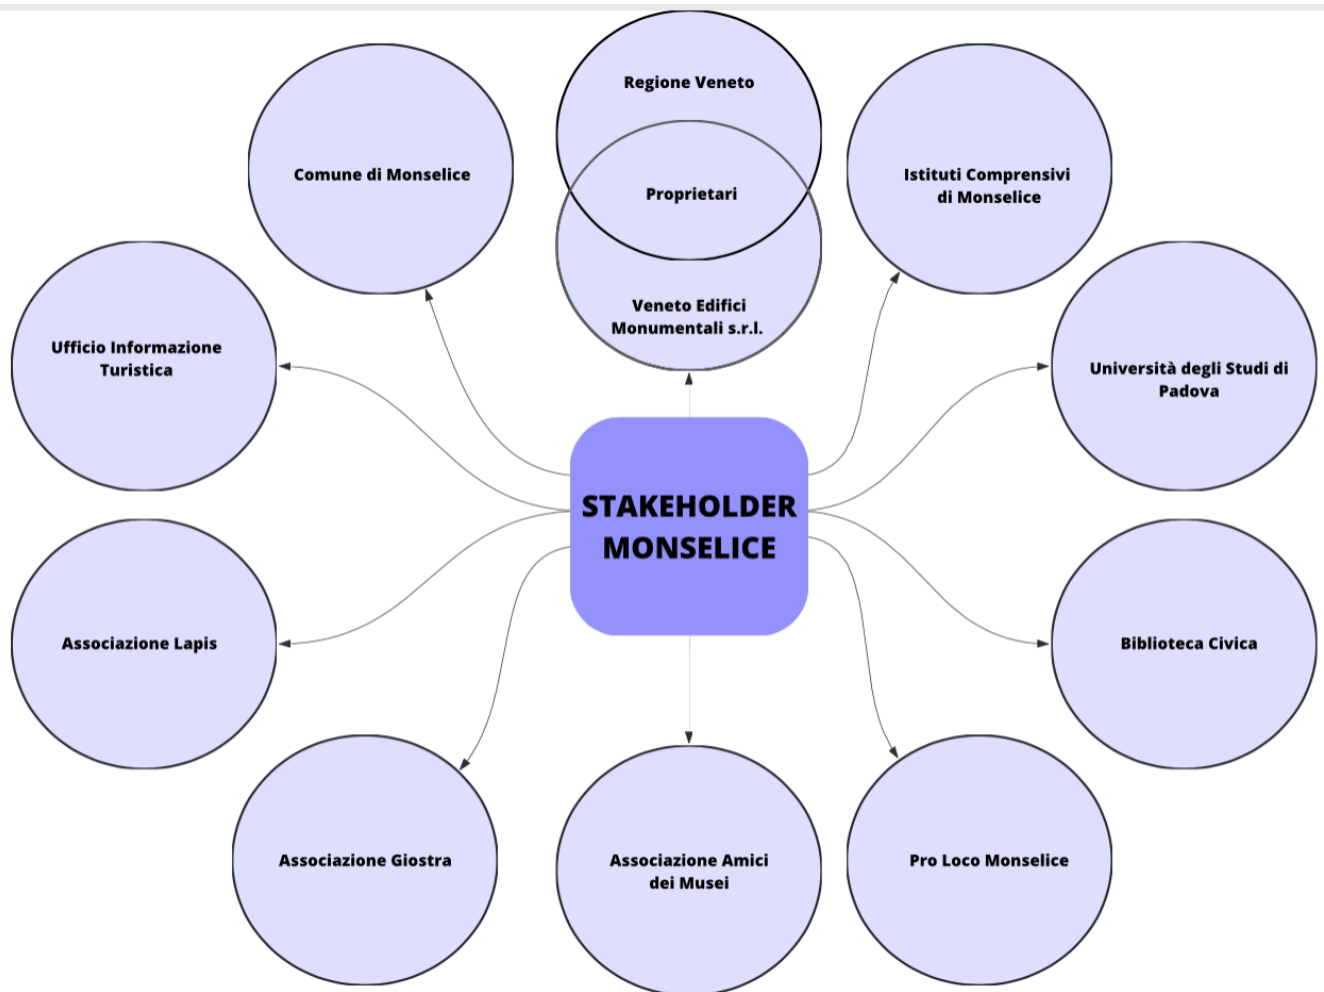 Regione Veneto
Proprietari
Veneto Edifici
Monumentali s.r.l.
Comune di Monselice
Istituti Comprensivi
di Monselice
Ufficio Informazione
Turistica
Università degli Studi di
Padova
STAKEHOLDER
MONSELICE
Associazione Lapis
Biblioteca Civica
Associazione Giostra
Associazione Amici
dei Musei
Pro Loco Monselice